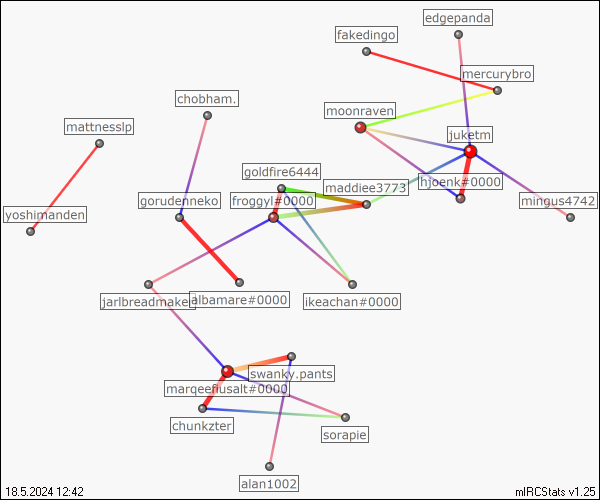 edgepanda
fakedingo
mercurybro
chobham.
moonraven
mattnesslp
juketm
goldfire6444
maddiee3773
hjoenk#0000
gorudenneko
froggyl#0000
mingus4742
yoshimanden
jarlbreadmaker
albamare#0000
ikeachan#0000
swanky.pants
marqeefiusalt#0000
chunkzter
sorapie
alan1002
18.5.2024 12:42
mIRCStats v1.25